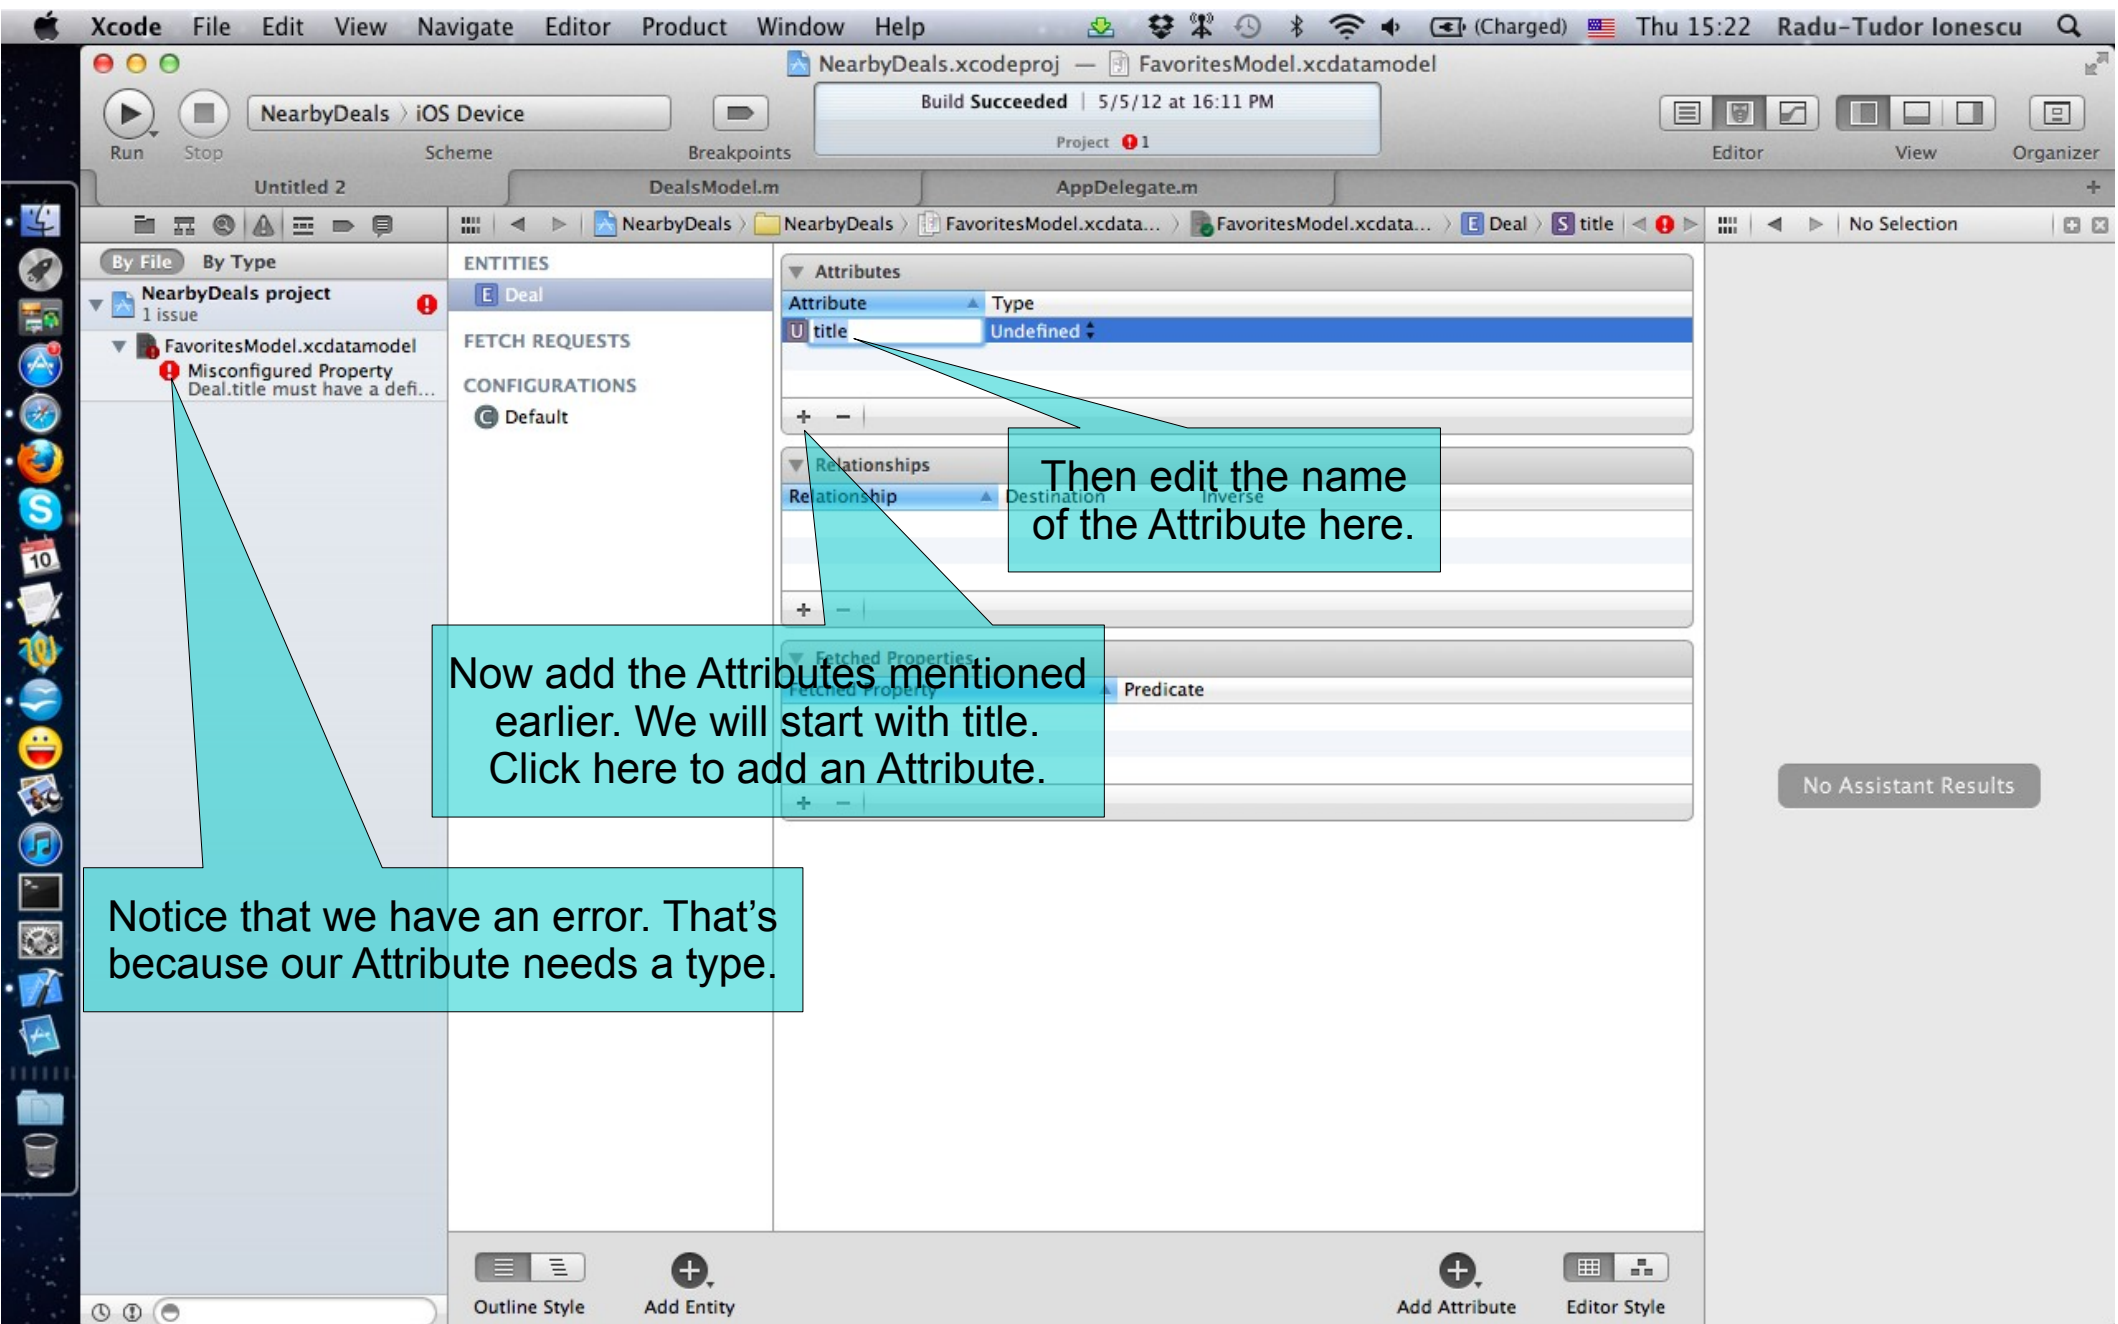 Xcode File Edit View Navigate Editor Product Window Help (Charged) Thu 15:22 Radu-Tudor Ionescu
NearbyDeals.xcodeproj — FavoritesModel.xcdatamodel
NearbyDeals › iOS Device
Build Succeeded | 5/5/12 at 16:11 PM
Project 1
Run Stop Scheme Breakpoints Editor View Organizer
Untitled 2 DealsModel.m AppDelegate.m +
NearbyDeals › NearbyDeals › FavoritesModel.xcdata... › FavoritesModel.xcdata... › E Deal › S title No Selection
By File By Type
NearbyDeals project
1 issue
FavoritesModel.xcdatamodel
Misconfigured Property
Deal.title must have a defi...
ENTITIES
E Deal
FETCH REQUESTS
CONFIGURATIONS
C Default
Attributes
Attribute Type
U title Undefined
+ −
Relationships
Relationship Destination Inverse
+ −
Fetched Properties
Fetched Property Predicate
+ −
Then edit the name
of the Attribute here.
Now add the Attributes mentioned
earlier. We will start with title.
Click here to add an Attribute.
Notice that we have an error. That’s
because our Attribute needs a type.
No Assistant Results
10
Outline Style Add Entity Add Attribute Editor Style